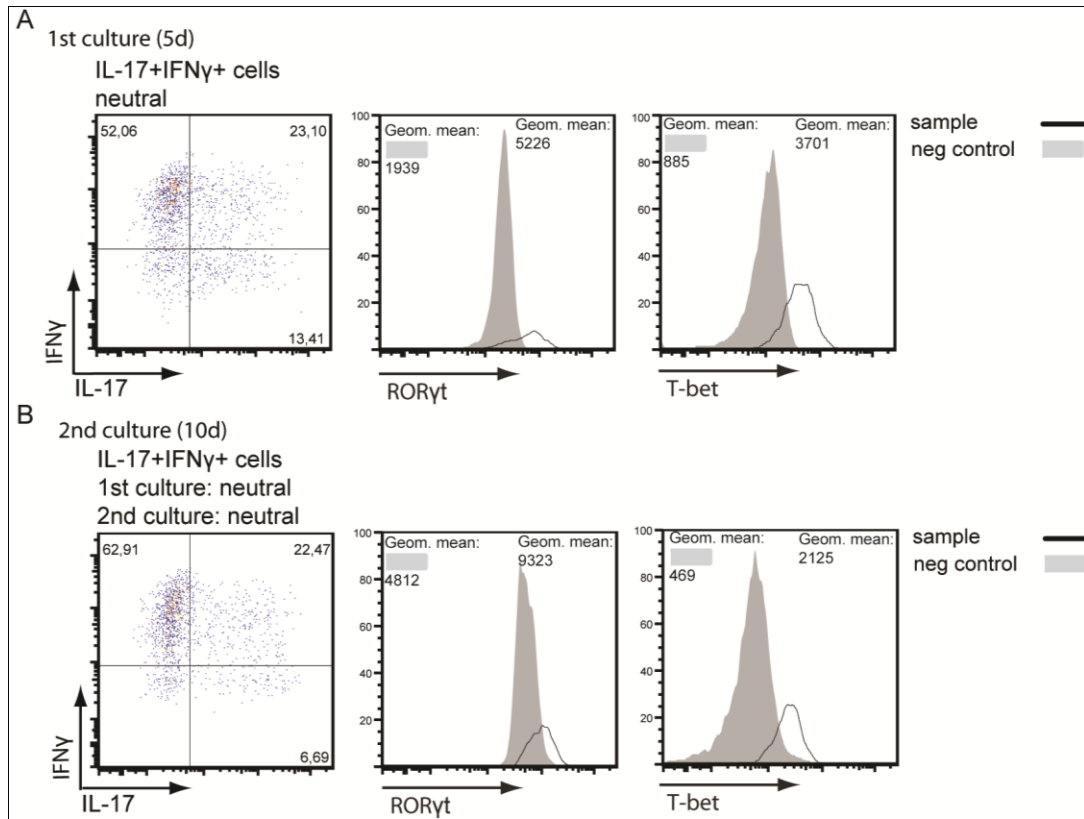 A
1st culture (5d)
IL-17+IFNγ+ cells
neutral
52,06
23,10
13,41
IFNγ
IL-17
100
80
60
40
20
Geom. mean:
1939
Geom. mean:
5226
RORγt
100
80
60
40
20
Geom. mean:
885
Geom. mean:
3701
T-bet
sample
neg control
B
2nd culture (10d)
IL-17+IFNγ+ cells
1st culture: neutral
2nd culture: neutral
62,91
22,47
6,69
IFNγ
IL-17
100
80
60
40
20
Geom. mean:
4812
Geom. mean:
9323
RORγt
100
80
60
40
20
Geom. mean:
469
Geom. mean:
2125
T-bet
sample
neg control